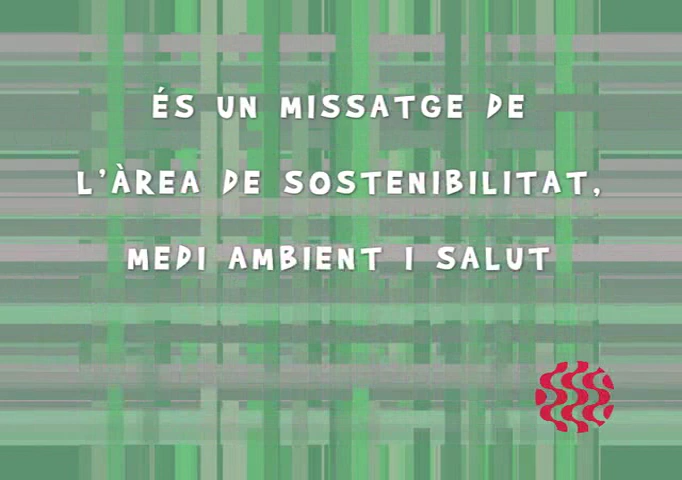 ÉS UN MISSATGE DE
L'ÀREA DE SOSTENIBILITAT,
MEDI AMBIENT I SALUT